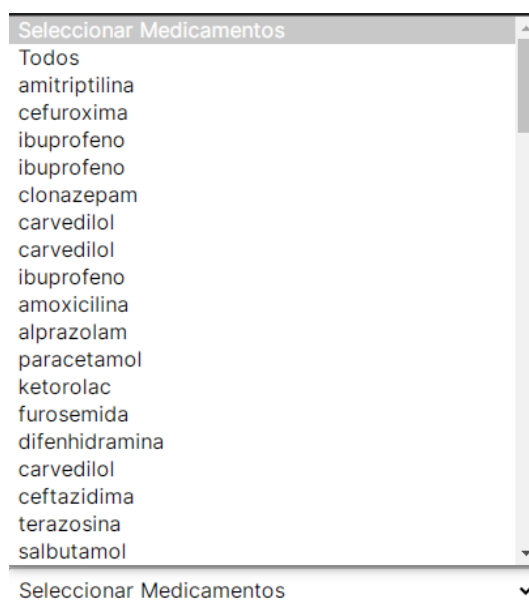 Seleccionar Medicamentos
Todos
amitriptilina
cefuroxima
ibuprofeno
ibuprofeno
clonazepam
carvedilol
carvedilol
ibuprofeno
amoxicilina
alprazolam
paracetamol
ketorolac
furosemida
difenhidramina
carvedilol
ceftazidima
terazosina
salbutamol
Seleccionar Medicamentos